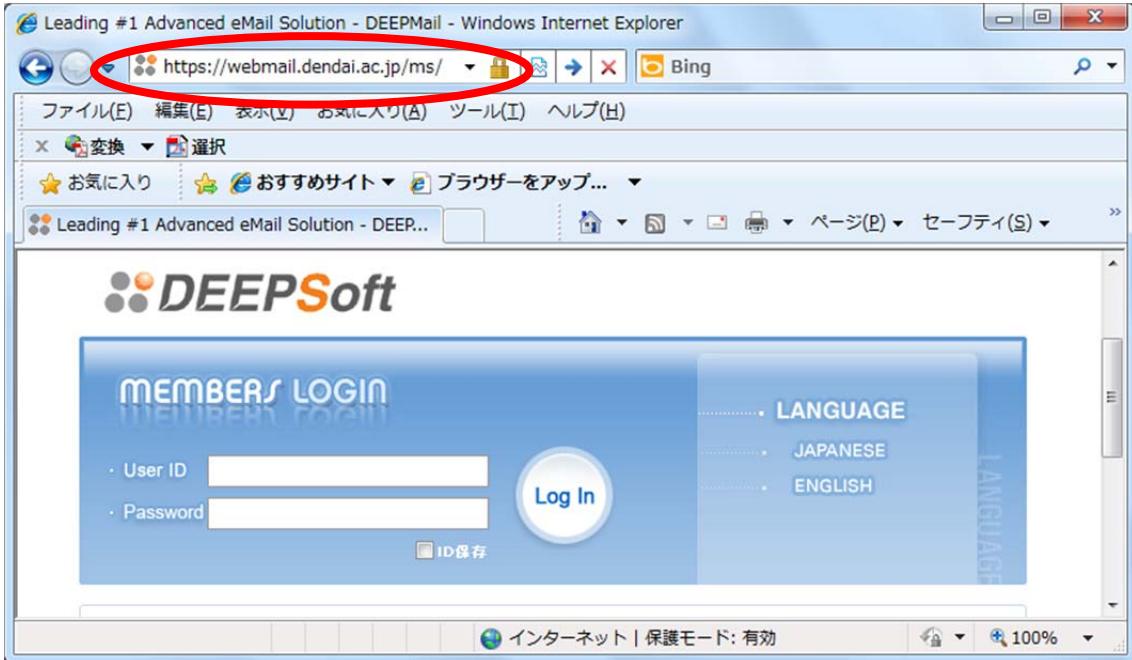 Leading #1 Advanced eMail Solution - DEEPMail - Windows Internet Explorer
https://webmail.dendai.ac.jp/ms/ Bing
ファイル(F) 編集(E) 表示(V) お気に入り(A) ツール(T) ヘルプ(H)
x 変換 選択
お気に入り おすすめサイト ブラウザーをアップ...
Leading #1 Advanced eMail Solution - DEEP... ページ(P) セーフティ(S) »
DEEPSoft
MEMBERS LOGIN
LANGUAGE
JAPANESE
User ID
ENGLISH
Log In
Password
LANGUAGE
ID保存
インターネット | 保護モード: 有効 100%